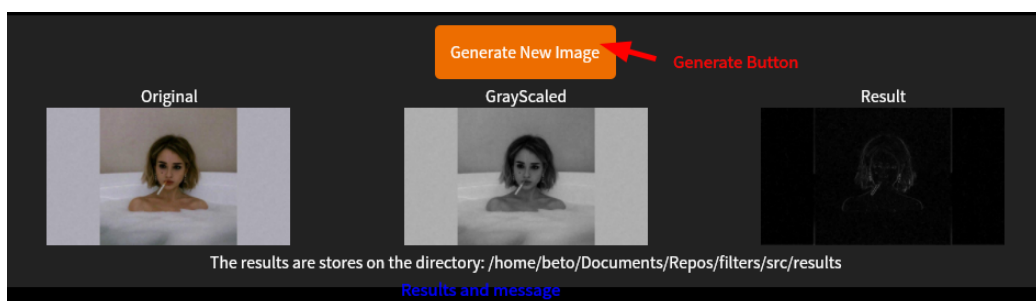 Generate New Image
Generate Button
Original GrayScaled Result
The results are stores on the directory: /home/beto/Documents/Repos/filters/src/results
Results and message